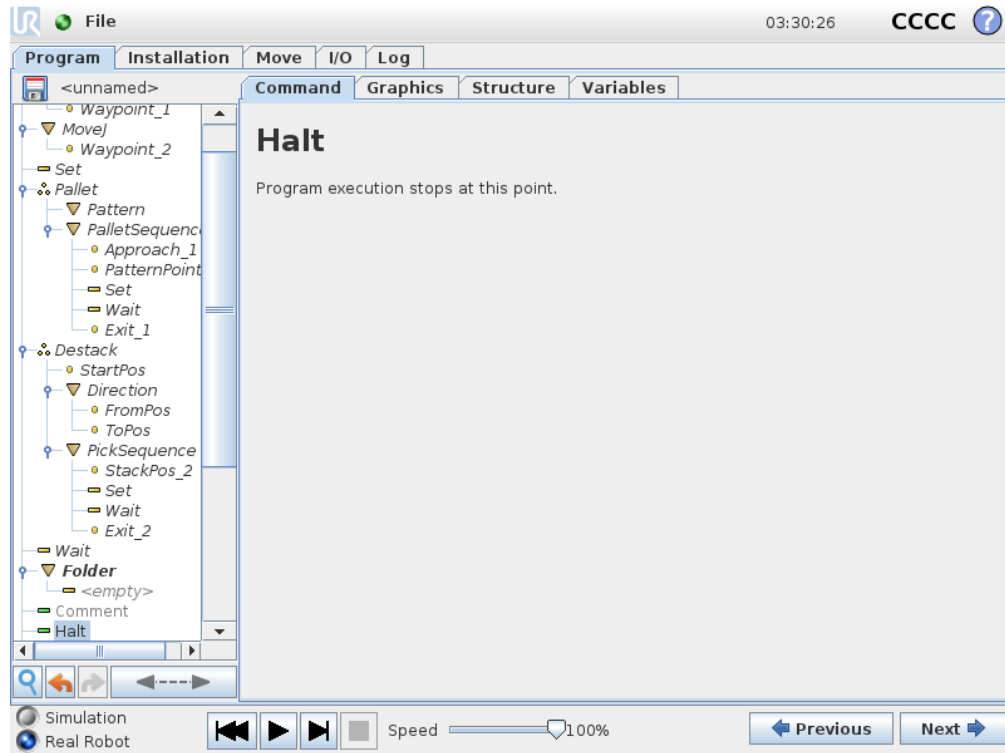 UR File 03:30:26 CCCC ?
Program Installation Move I/O Log
<unnamed> Command Graphics Structure Variables
Waypoint_1
MoveJ
Waypoint_2
Set
Pallet
Pattern
PalletSequenc
Approach_1
PatternPoint
Set
Wait
Exit_1
Destack
StartPos
Direction
FromPos
ToPos
PickSequence
StackPos_2
Set
Wait
Exit_2
Wait
Folder
<empty>
Comment
Halt
Halt
Program execution stops at this point.
Simulation
Real Robot
Speed 100%
Previous Next